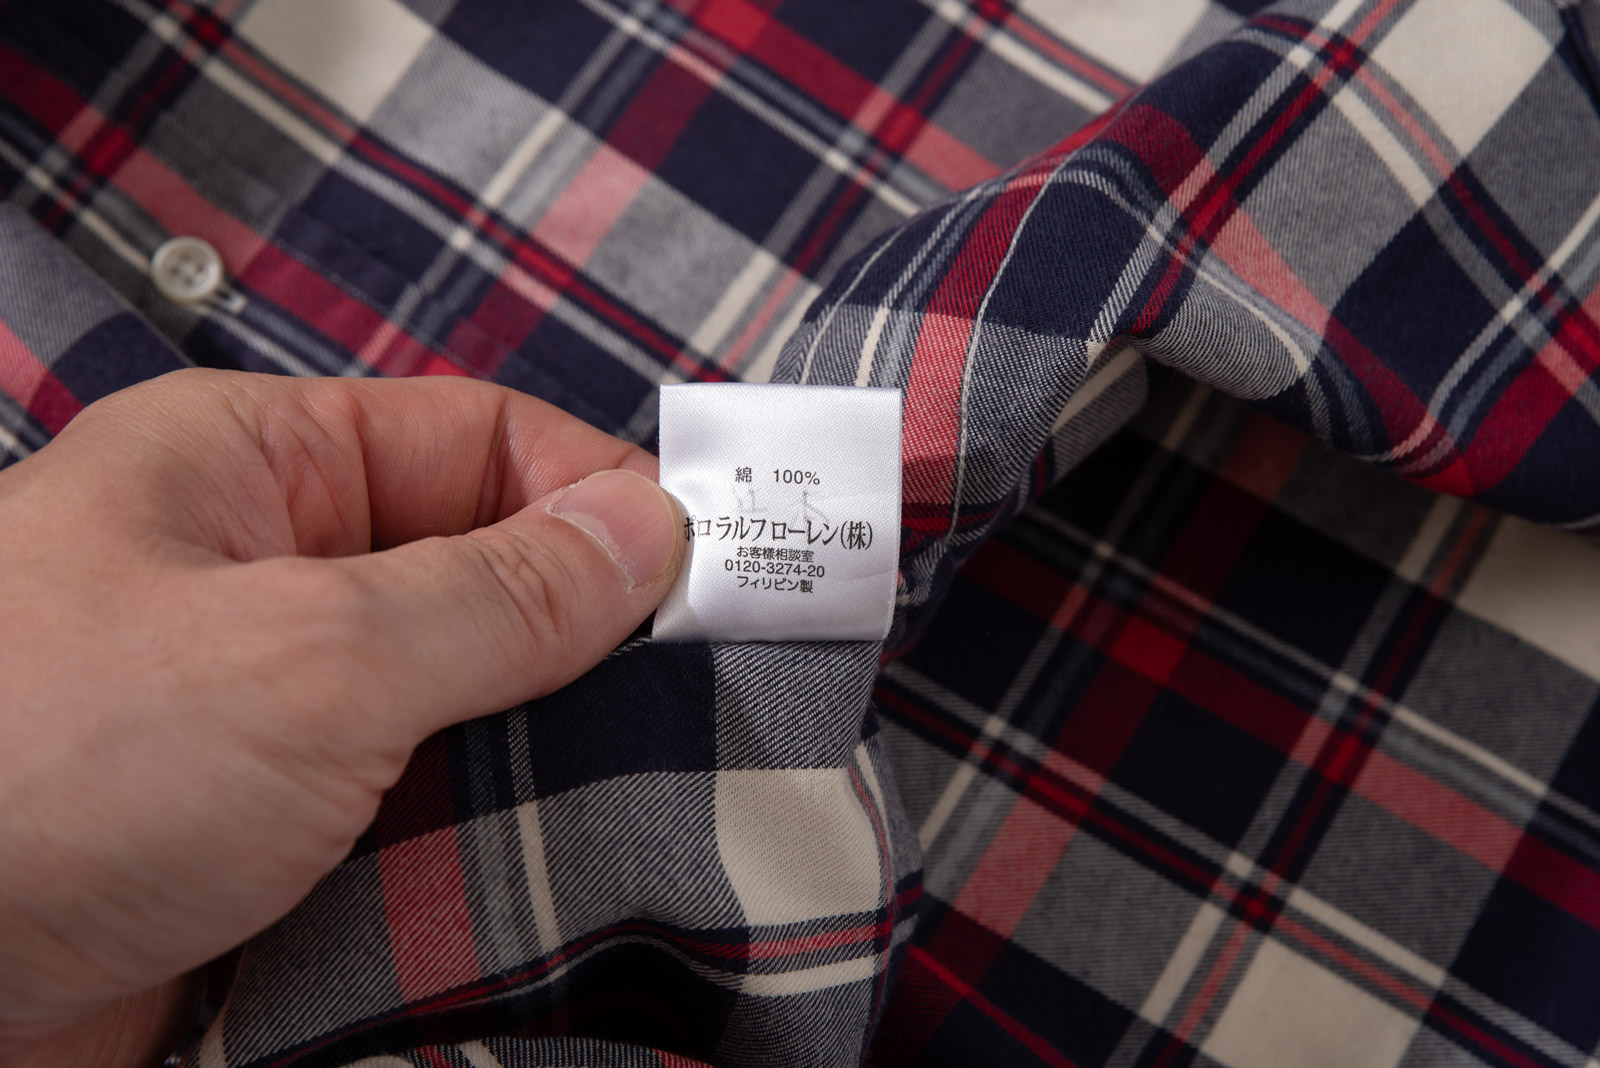 綿 100%
ポロ ラルフ ローレン(株)
お客様相談室
0120-3274-20
フィリピン製